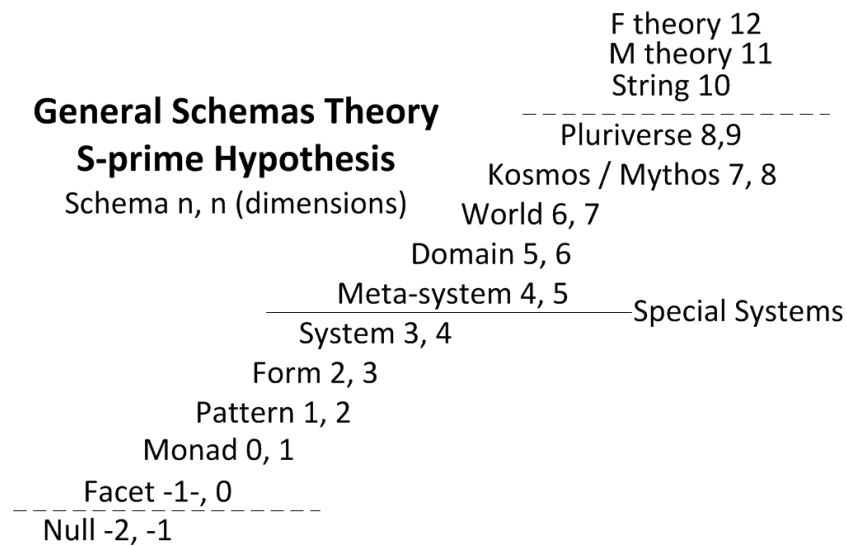 F theory 12
M theory 11
String 10
General Schemas Theory
S-prime Hypothesis
Schema n, n (dimensions)
Pluriverse 8,9
Kosmos / Mythos 7, 8
World 6, 7
Domain 5, 6
Meta-system 4, 5
Special Systems
System 3, 4
Form 2, 3
Pattern 1, 2
Monad 0, 1
Facet -1-, 0
Null -2, -1